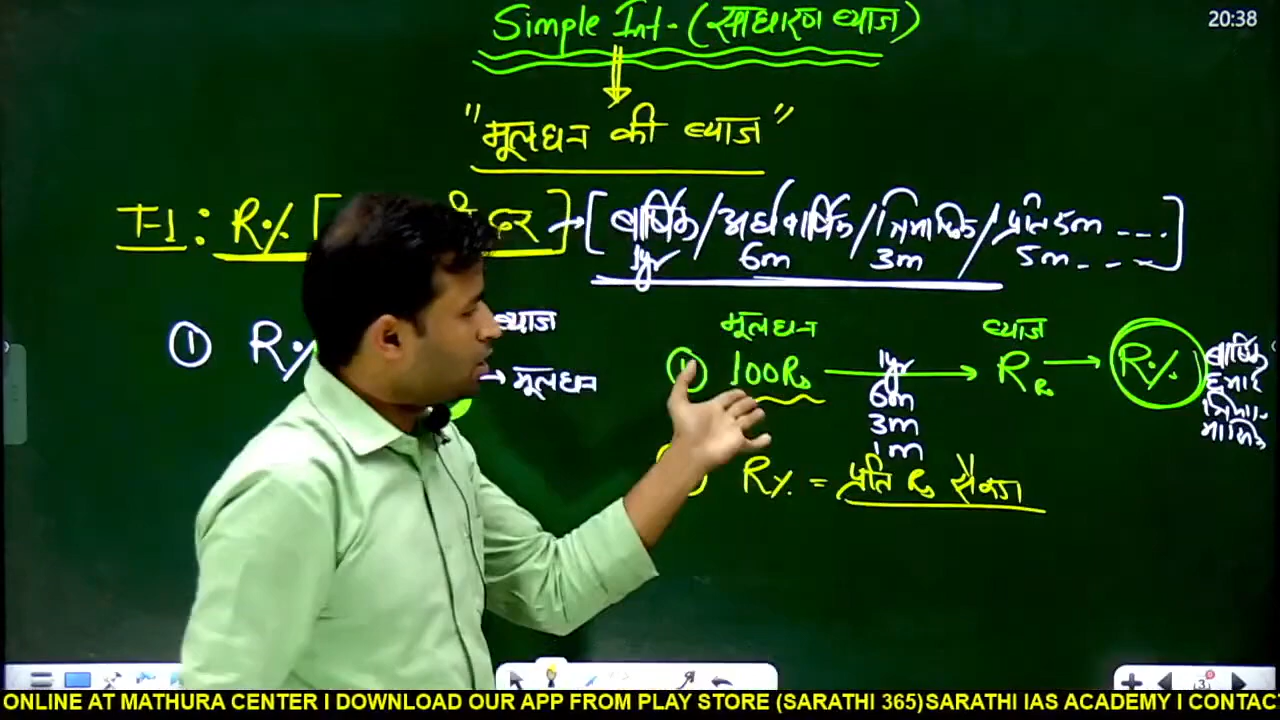 20:38
Simple Int- (साधारण ब्याज)
"मूलधन की ब्याज"
T-1: R% [ दर ] → [ वार्षिक / अर्धवार्षिक / त्रिमासिक / प्रति 5m ---. ]
1yr 6m 3m 5m. - -
① R% ब्याज
→ मूलधन
मूलधन ब्याज
① 100Rs 1yr R Rs → R% वार्षिक
6m छमाई
3m त्रिमा-
1m मासिक
R% = प्रति Rs सैकड़ा
ONLINE AT MATHURA CENTER I DOWNLOAD OUR APP FROM PLAY STORE (SARATHI 365) SARATHI IAS ACADEMY I CONTAC